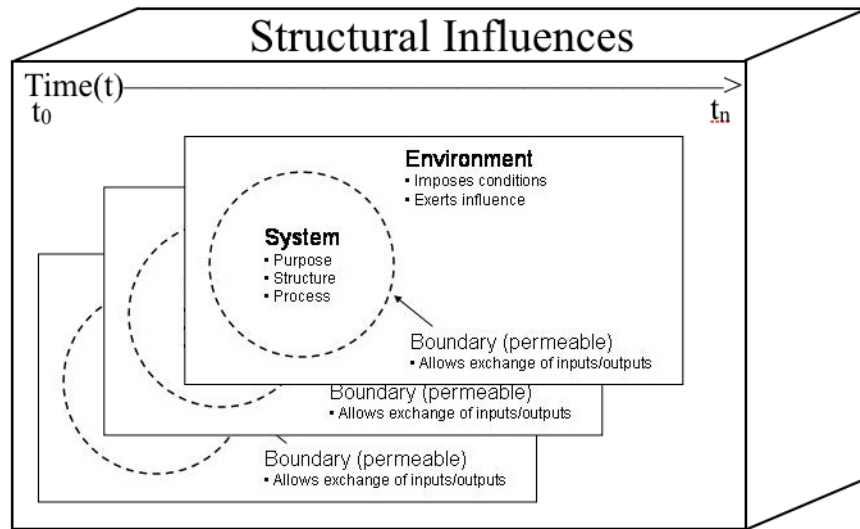 Structural Influences
Time(t)
t0
tn
Environment
▪ Imposes conditions
▪ Exerts influence
System
▪ Purpose
▪ Structure
▪ Process
Boundary (permeable)
▪ Allows exchange of inputs/outputs
Boundary (permeable)
▪ Allows exchange of inputs/outputs
Boundary (permeable)
▪ Allows exchange of inputs/outputs